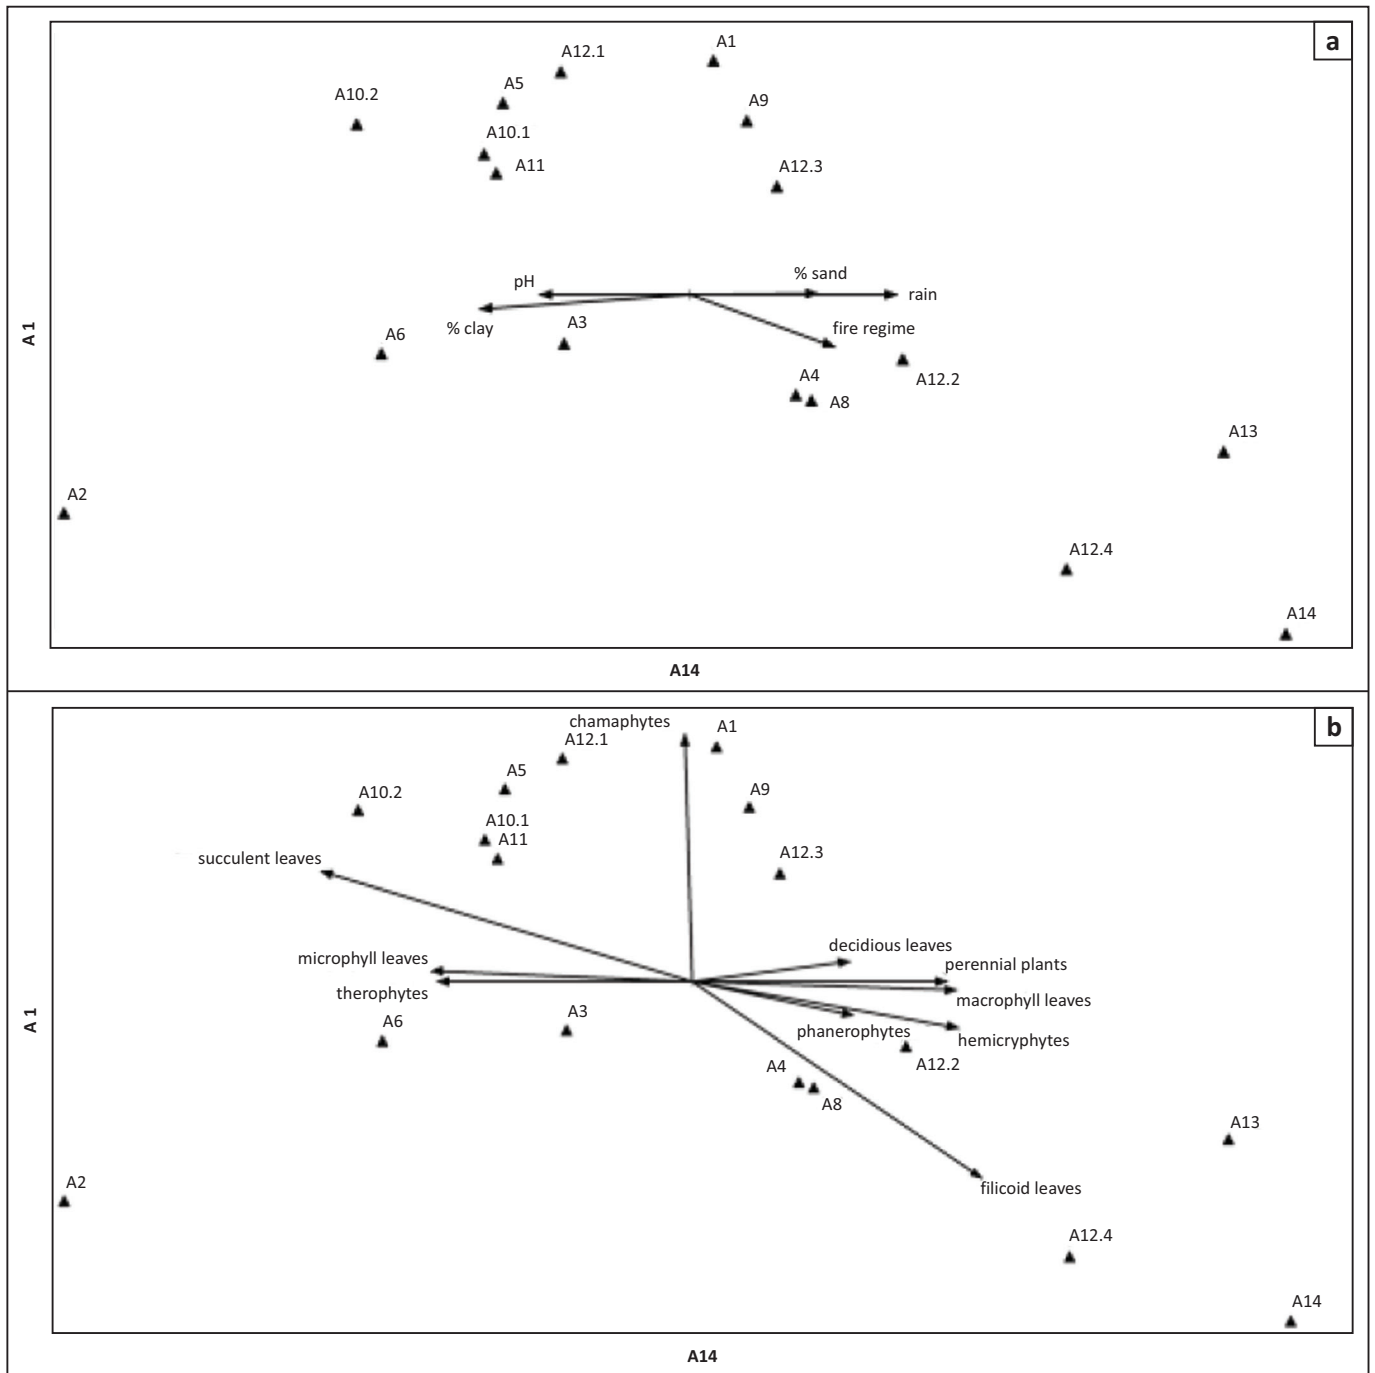 a
A1
A12.1
A5
A10.2
A9
A10.1
A11
A12.3
% sand
pH
rain
A3
% clay
fire regime
A6
A4
A12.2
A8
A13
A2
A12.4
A14
A 1
A14
b
chamaphytes
A1
A12.1
A5
A10.2
A9
A10.1
A11
A12.3
succulent leaves
decidious leaves
microphyll leaves
perennial plants
therophytes
macrophyll leaves
A3
A6
phanerophytes
hemicryphytes
A4
A12.2
A8
A13
A2
filicoid leaves
A12.4
A14
A 1
A14